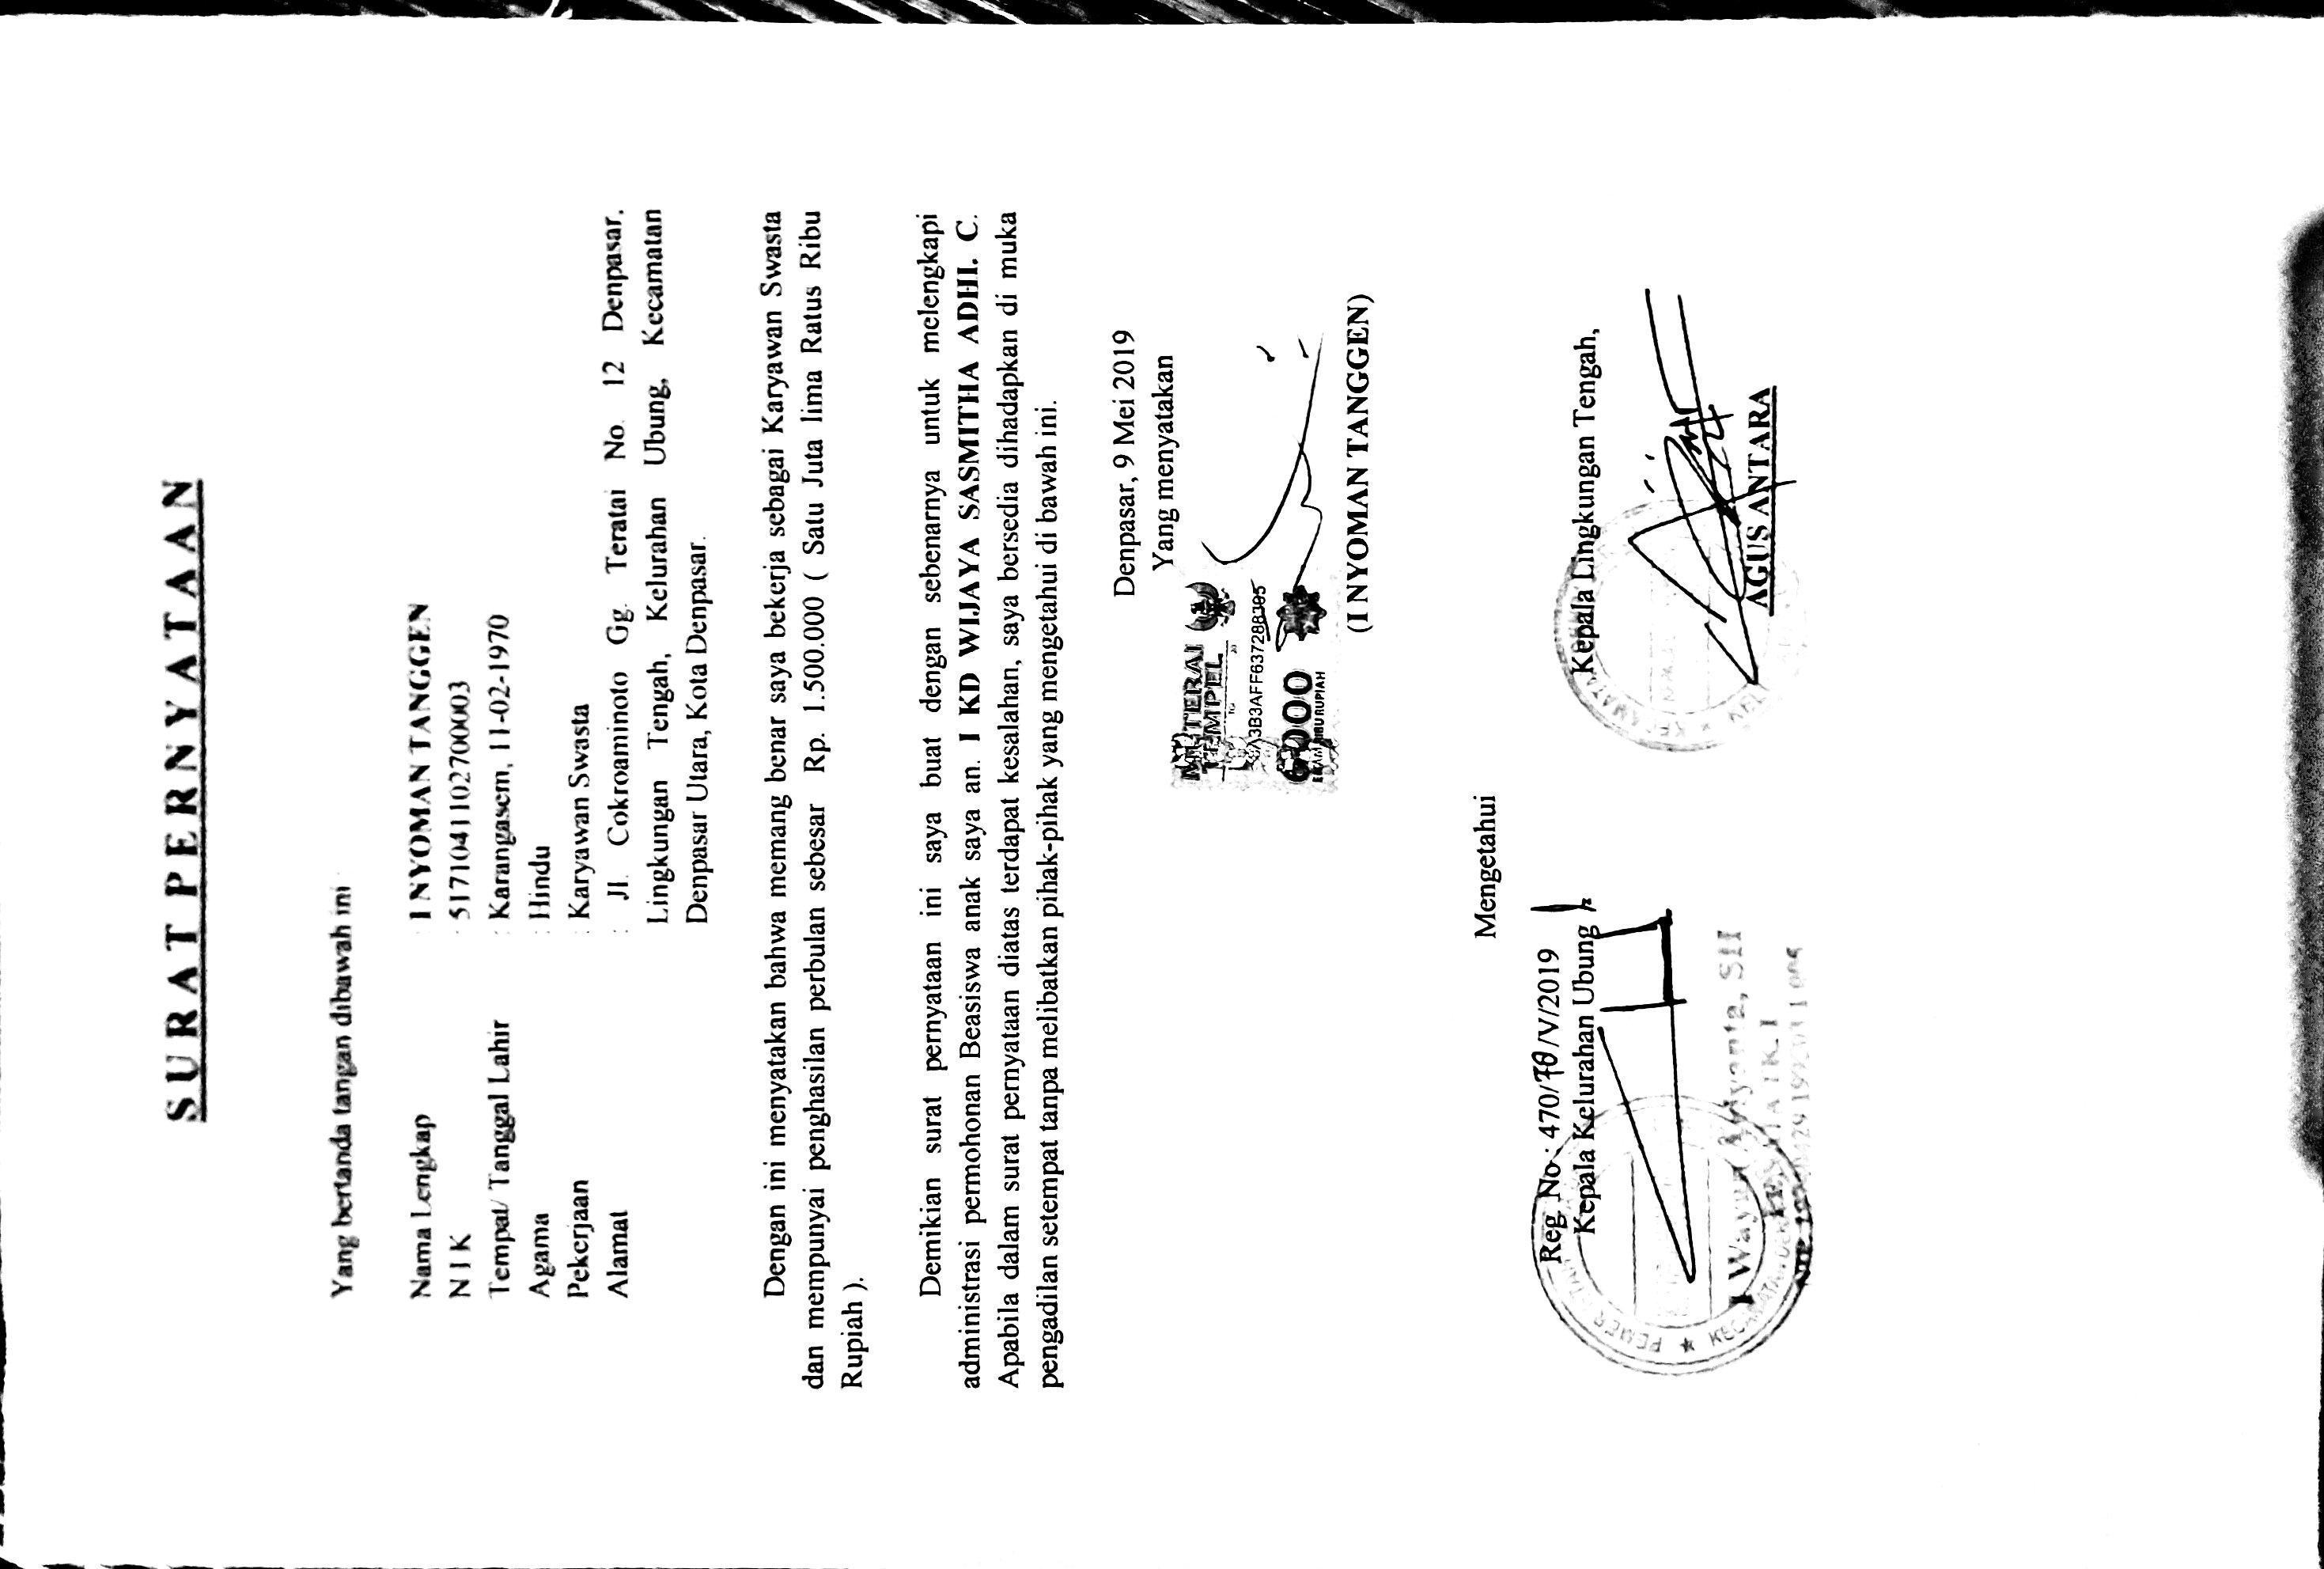 SURAT PERNYATAAN
Yang bertanda tangan dibawah ini
Nama Lengkap : I NYOMAN TANGGEN
N I K : 5171041102700003
Tempat/ Tanggal Lahir : Karangasem, 11-02-1970
Agama : Hindu
Pekerjaan : Karyawan Swasta
Alamat : Jl. Cokroaminoto Gg. Teratai No. 12 Denpasar.
Lingkungan Tengah, Kelurahan Ubung, Kecamatan
Denpasar Utara, Kota Denpasar.
Dengan ini menyatakan bahwa memang benar saya bekerja sebagai Karyawan Swasta
dan mempunyai penghasilan perbulan sebesar Rp. 1.500.000 ( Satu Juta lima Ratus Ribu
Rupiah ).
Demikian surat pernyataan ini saya buat dengan sebenarnya untuk melengkapi
administrasi permohonan Beasiswa anak saya an. I KD WIJAYA SASMITHA ADHI. C.
Apabila dalam surat pernyataan diatas terdapat kesalahan, saya bersedia dihadapkan di muka
pengadilan setempat tanpa melibatkan pihak-pihak yang mengetahui di bawah ini.
Denpasar, 9 Mei 2019
Yang menyatakan
METERAI
TEMPEL
6000
ENAM RIBU RUPIAH
(I NYOMAN TANGGEN)
Mengetahui
Reg. No : 470/70/V/2019
Kepala Kelurahan Ubung
I Wayan
Kepala Lingkungan Tengah,
AGUS ANTARA